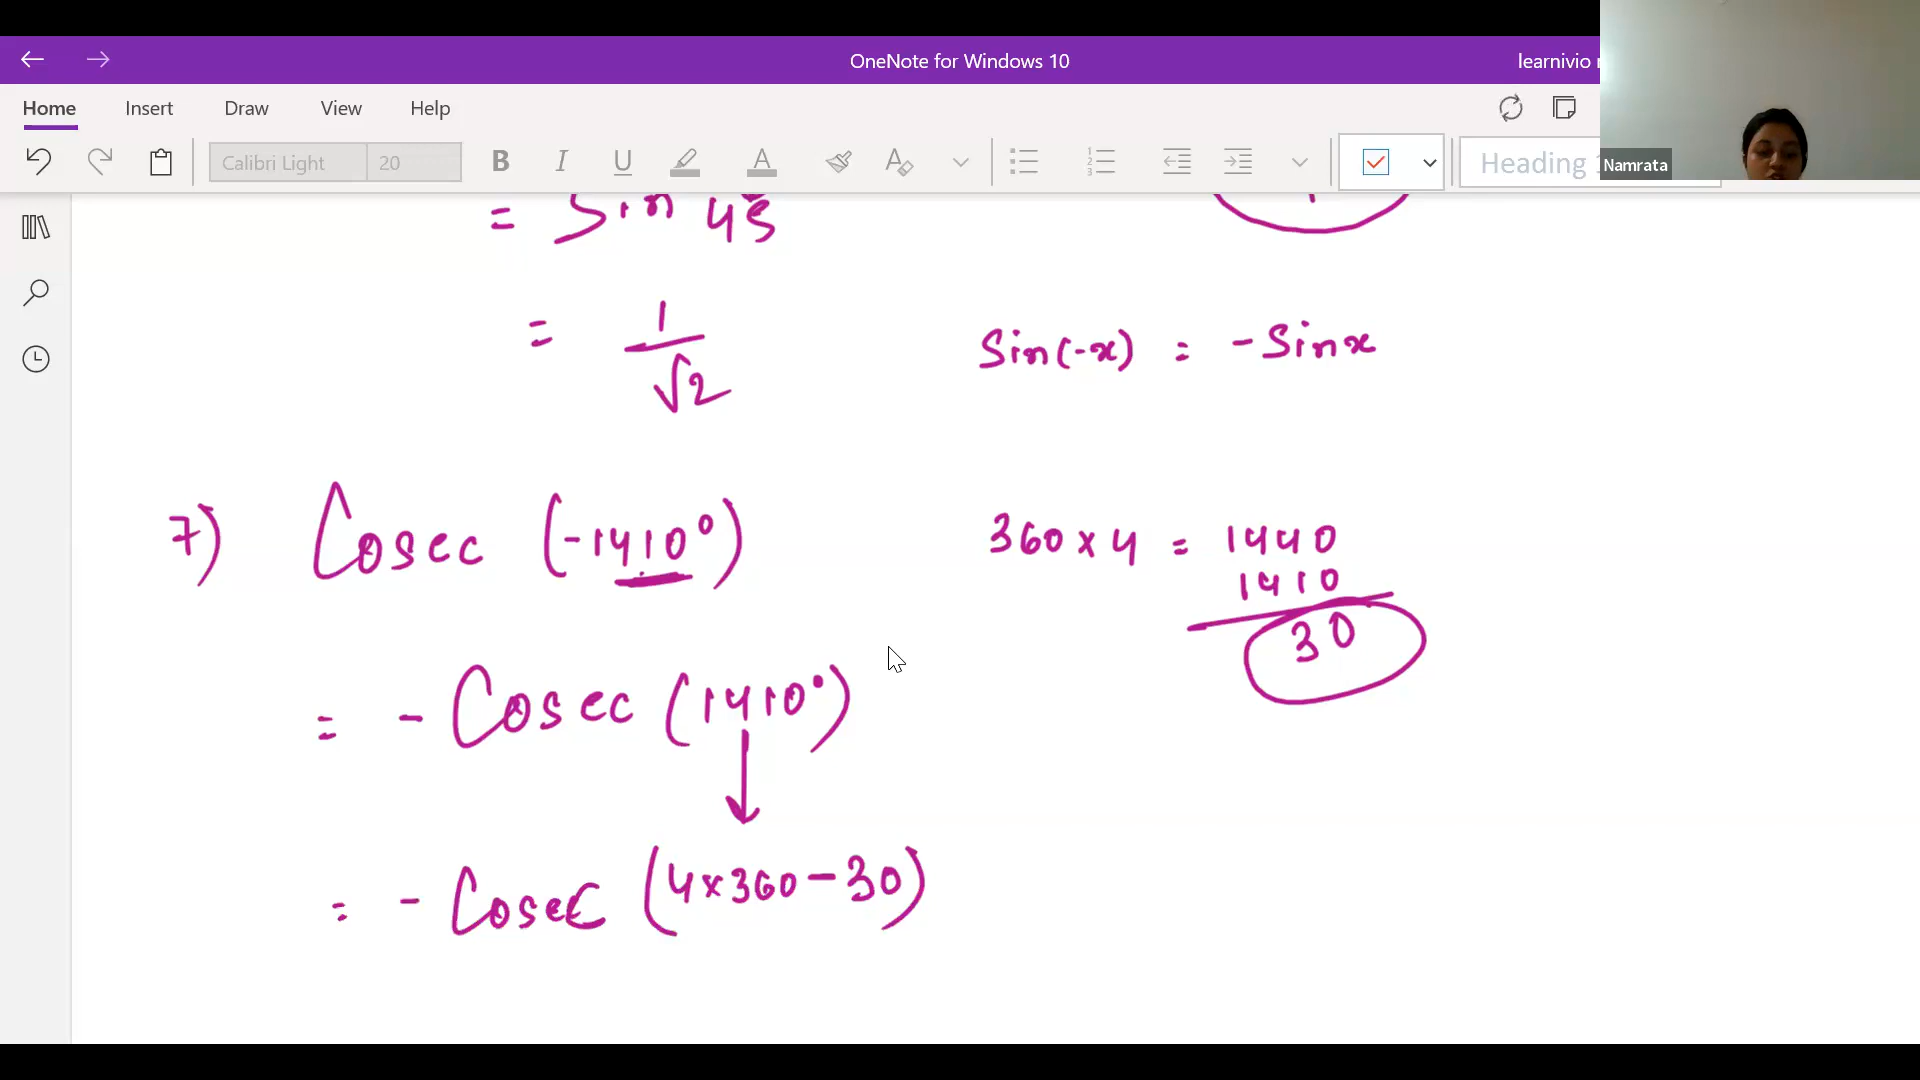 OneNote for Windows 10
learnivio
Home Insert Draw View Help
Calibri Light 20 B I U A A Heading
Namrata
= Sin 45
= 1
√2
Sin(-x) = -Sinx
7) Cosec (-1410°)
360 x 4 = 1440
1410
30
= - Cosec (1410°)
= - Cosec (4x360-30)